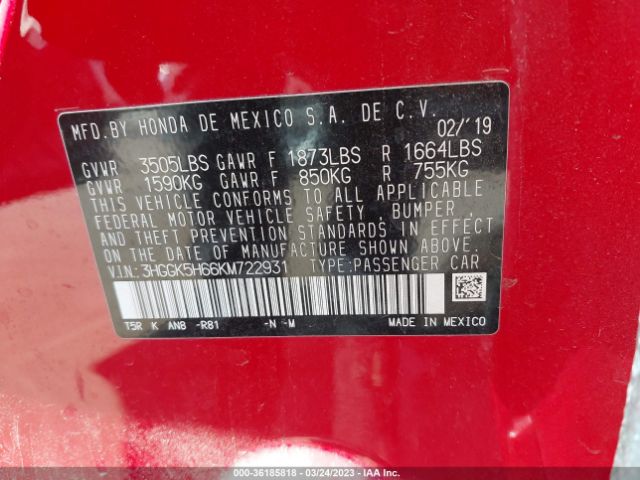 MFD.BY HONDA DE MEXICO S.A. DE C.V.
02/'19
GVWR 3505LBS GAWR F 1873LBS R 1664LBS
GVWR 1590KG GAWR F 850KG R 755KG
THIS VEHICLE CONFORMS TO ALL APPLICABLE
FEDERAL MOTOR VEHICLE SAFETY, BUMPER,
AND THEFT PREVENTION STANDARDS IN EFFECT
ON THE DATE OF MANUFACTURE SHOWN ABOVE.
V.I.N: 3HGGK5H66KM722931 TYPE:PASSENGER CAR
T5R K AN8 -R81 -N -M MADE IN MEXICO
000-36185818 - 03/24/2023 - IAA Inc.